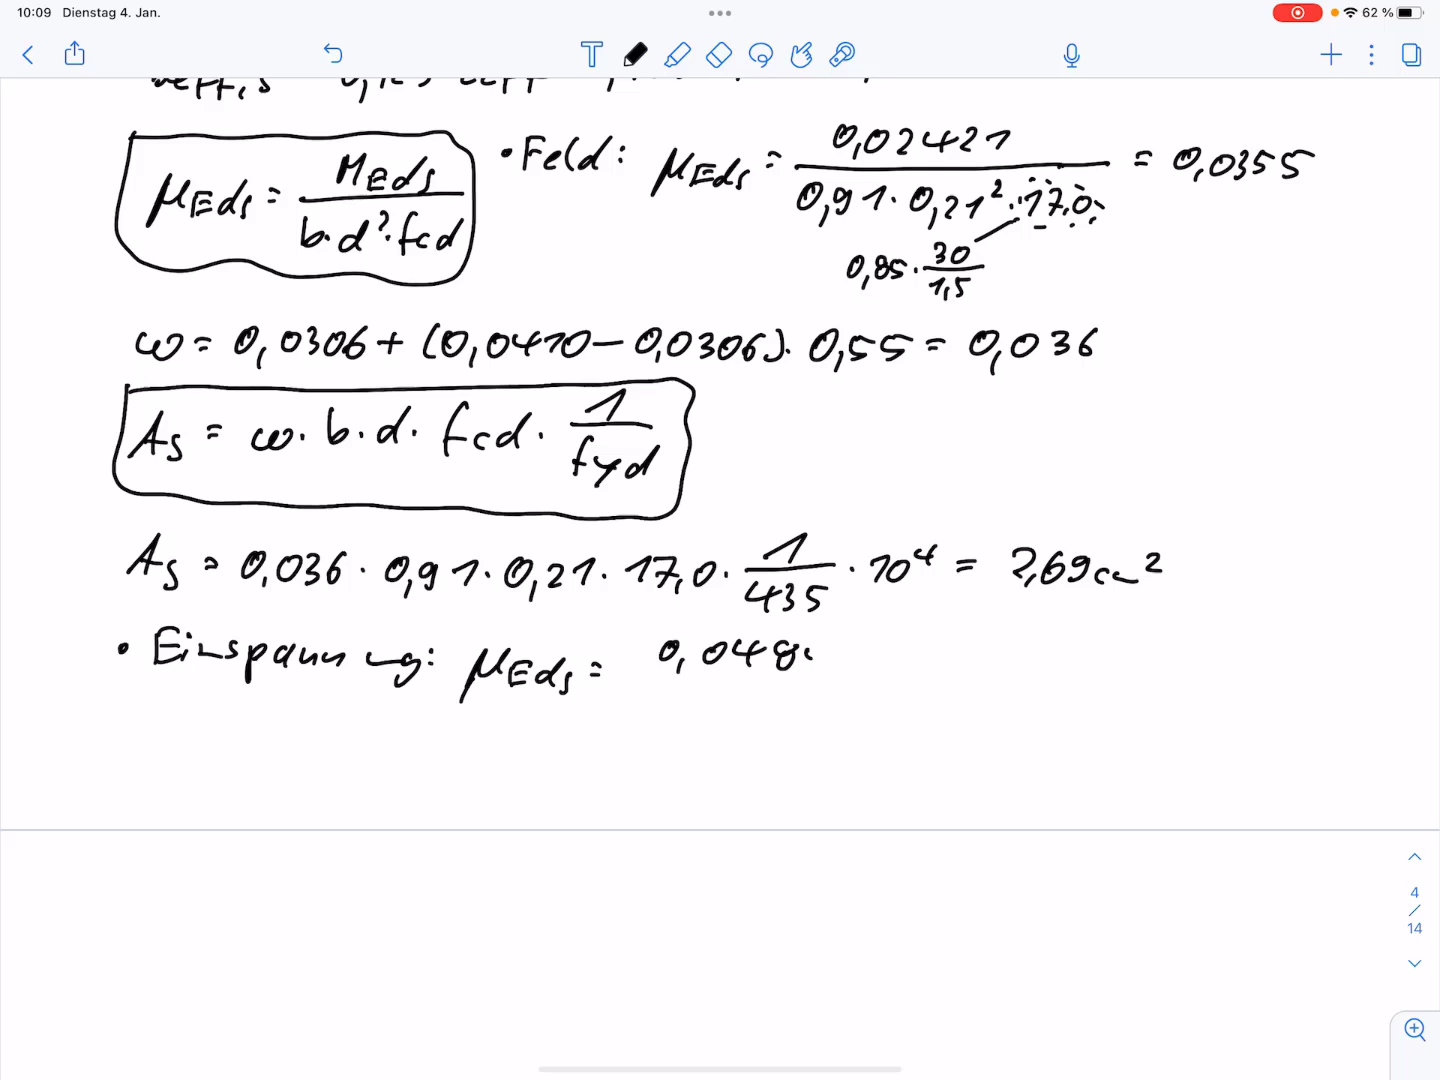 10:09 Dienstag 4. Jan.
62 %
μEds = MEds / (b·d²·fcd)
• Feld: μEds = 0,02421 / (0,91·0,21²·17,0) = 0,0355
0,85·30/1,5
ω = 0,0306 + (0,0410 – 0,0306)·0,55 = 0,036
As = ω·b·d·fcd·1/fyd
As = 0,036·0,91·0,21·17,0·1/435·10⁴ = 2,69cm²
• Einspannung: μEds = 0,048
4
/
14